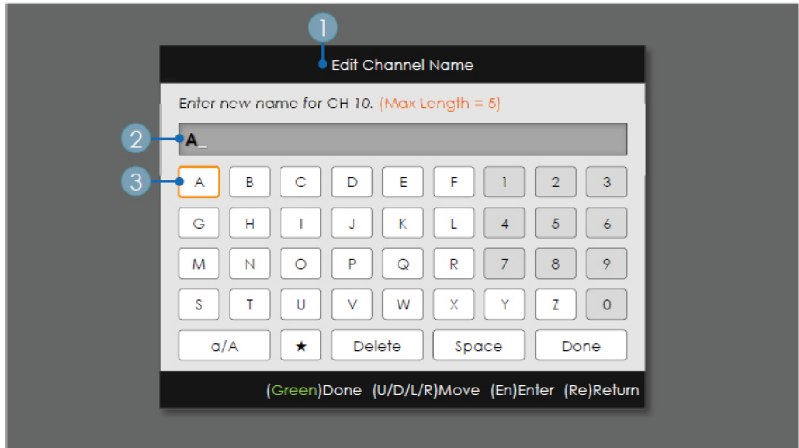 1
Edit Channel Name
Enter new name for CH 10. (Max Length = 5)
2 A_
3 A B C D E F 1 2 3
G H I J K L 4 5 6
M N O P Q R 7 8 9
S T U V W X Y Z 0
a/A ★ Delete Space Done
(Green)Done (U/D/L/R)Move (En)Enter (Re)Return